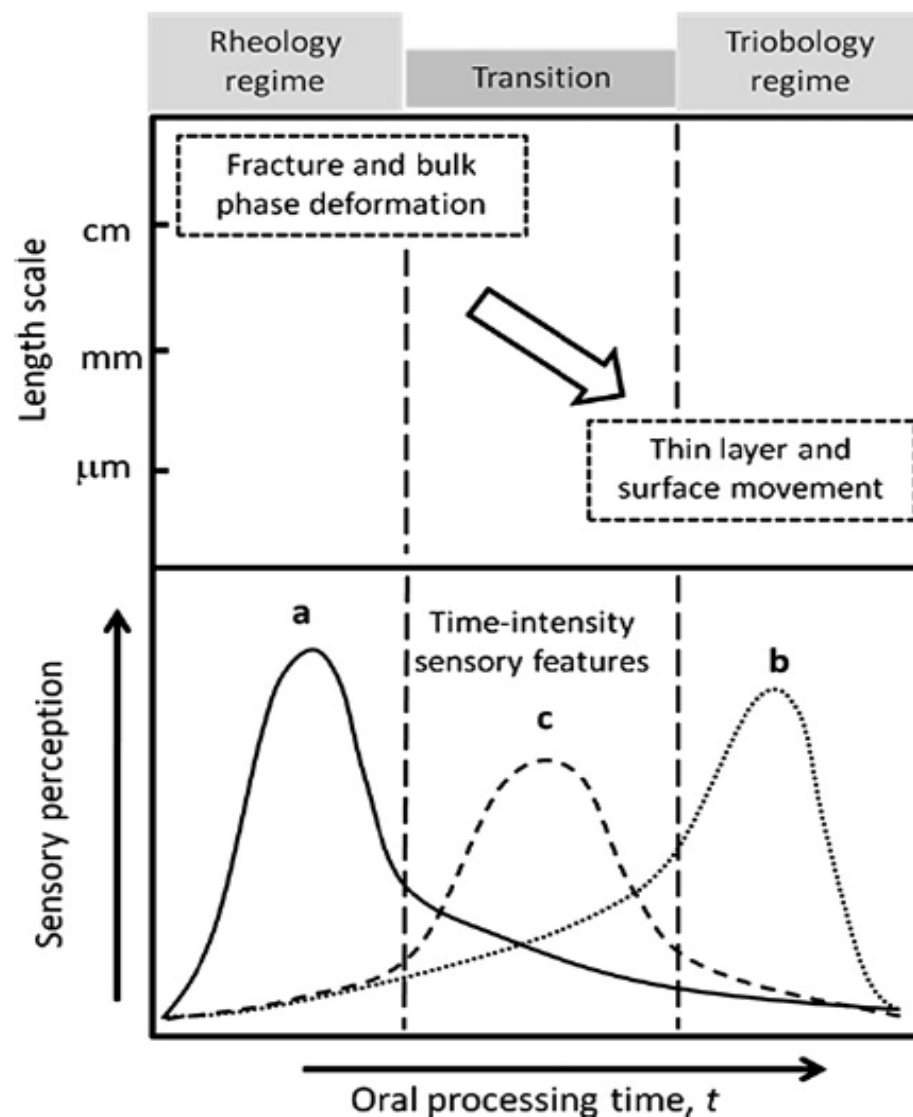 Rheology
regime
Transition
Triobology
regime
Fracture and bulk
phase deformation
Length scale
cm
mm
μm
Thin layer and
surface movement
Sensory perception
a
Time-intensity
sensory features
b
c
Oral processing time, t